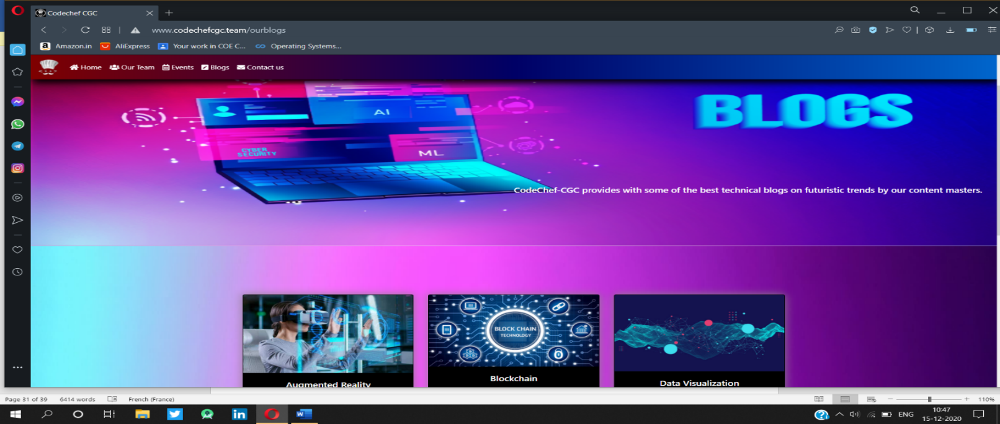 Codechef CGC
www.codechefcgc.team/ourblogs
Amazon.in AliExpress Your work in COE C... Operating Systems...
Home Our Team Events Blogs Contact us
BLOGS
AI
CYBER
SECURITY
ML
CodeChef-CGC provides with some of the best technical blogs on futuristic trends by our content masters.
BLOCK CHAIN
TECHNOLOGY
Augmented Reality
Blockchain
Data Visualization
Page 31 of 39 6414 words French (France) 110%
ENG
10:47
15-12-2020